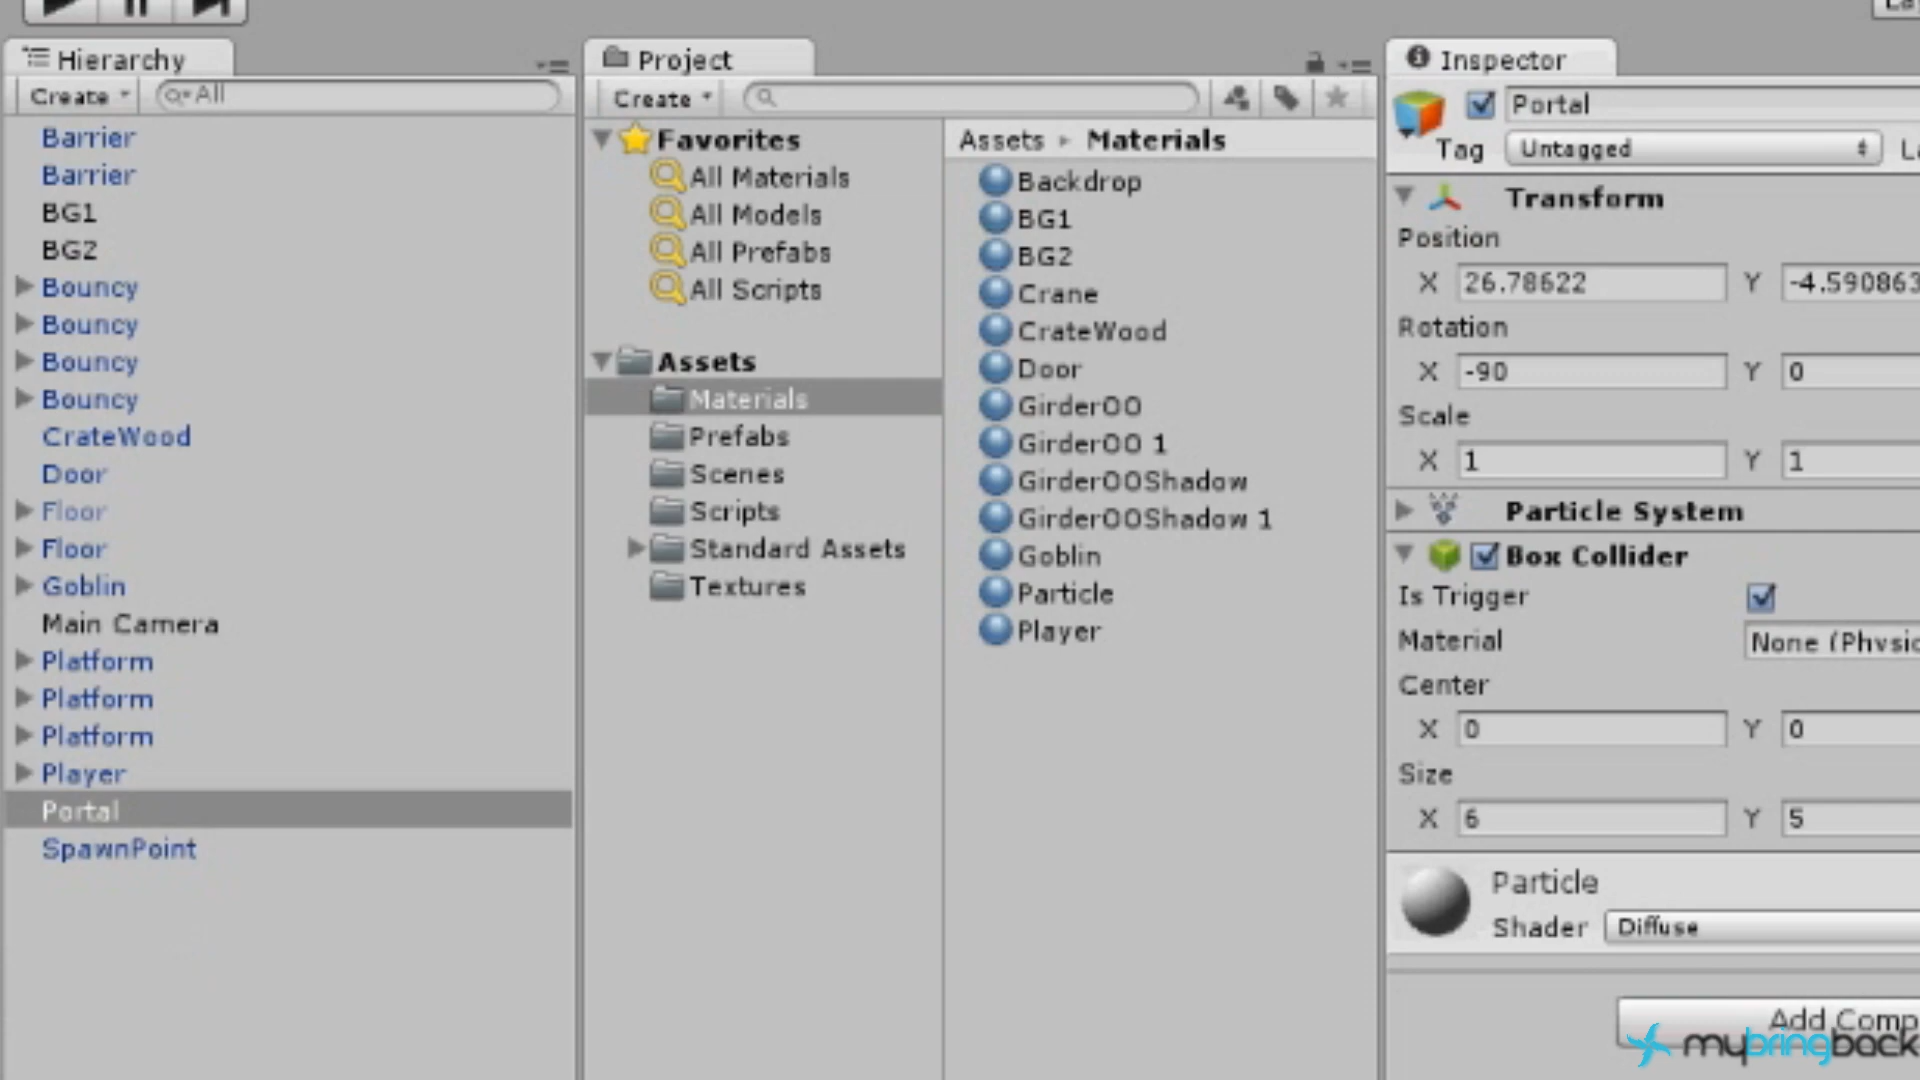 Hierarchy
Create
All
Barrier
Barrier
BG1
BG2
Bouncy
Bouncy
Bouncy
Bouncy
CrateWood
Door
Floor
Floor
Goblin
Main Camera
Platform
Platform
Platform
Player
Portal
SpawnPoint
Project
Create
Favorites
All Materials
All Models
All Prefabs
All Scripts
Assets
Materials
Prefabs
Scenes
Scripts
Standard Assets
Textures
Assets Materials
Backdrop
BG1
BG2
Crane
CrateWood
Door
GirderOO
GirderOO 1
GirderOOShadow
GirderOOShadow 1
Goblin
Particle
Player
Inspector
Portal
Tag Untagged
Transform
Position
X 26.78622 Y -4.590863
Rotation
X -90 Y 0
Scale
X 1 Y 1
Particle System
Box Collider
Is Trigger
Material None (Physic
Center
X 0 Y 0
Size
X 6 Y 5
Particle
Shader Diffuse
Add Comp
mybringback